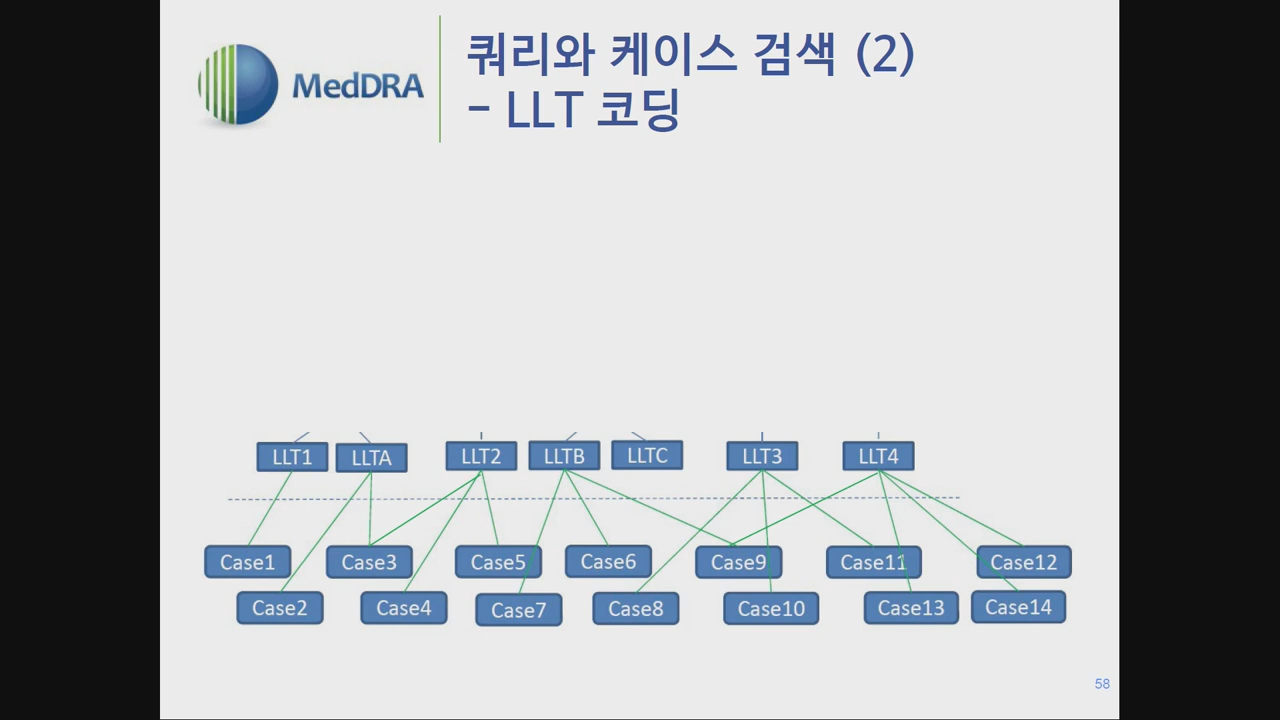 MedDRA
쿼리와 케이스 검색 (2)
- LLT 코딩
LLT1 LLTA LLT2 LLTB LLTC LLT3 LLT4
Case1 Case3 Case5 Case6 Case9 Case11 Case12
Case2 Case4 Case7 Case8 Case10 Case13 Case14
58